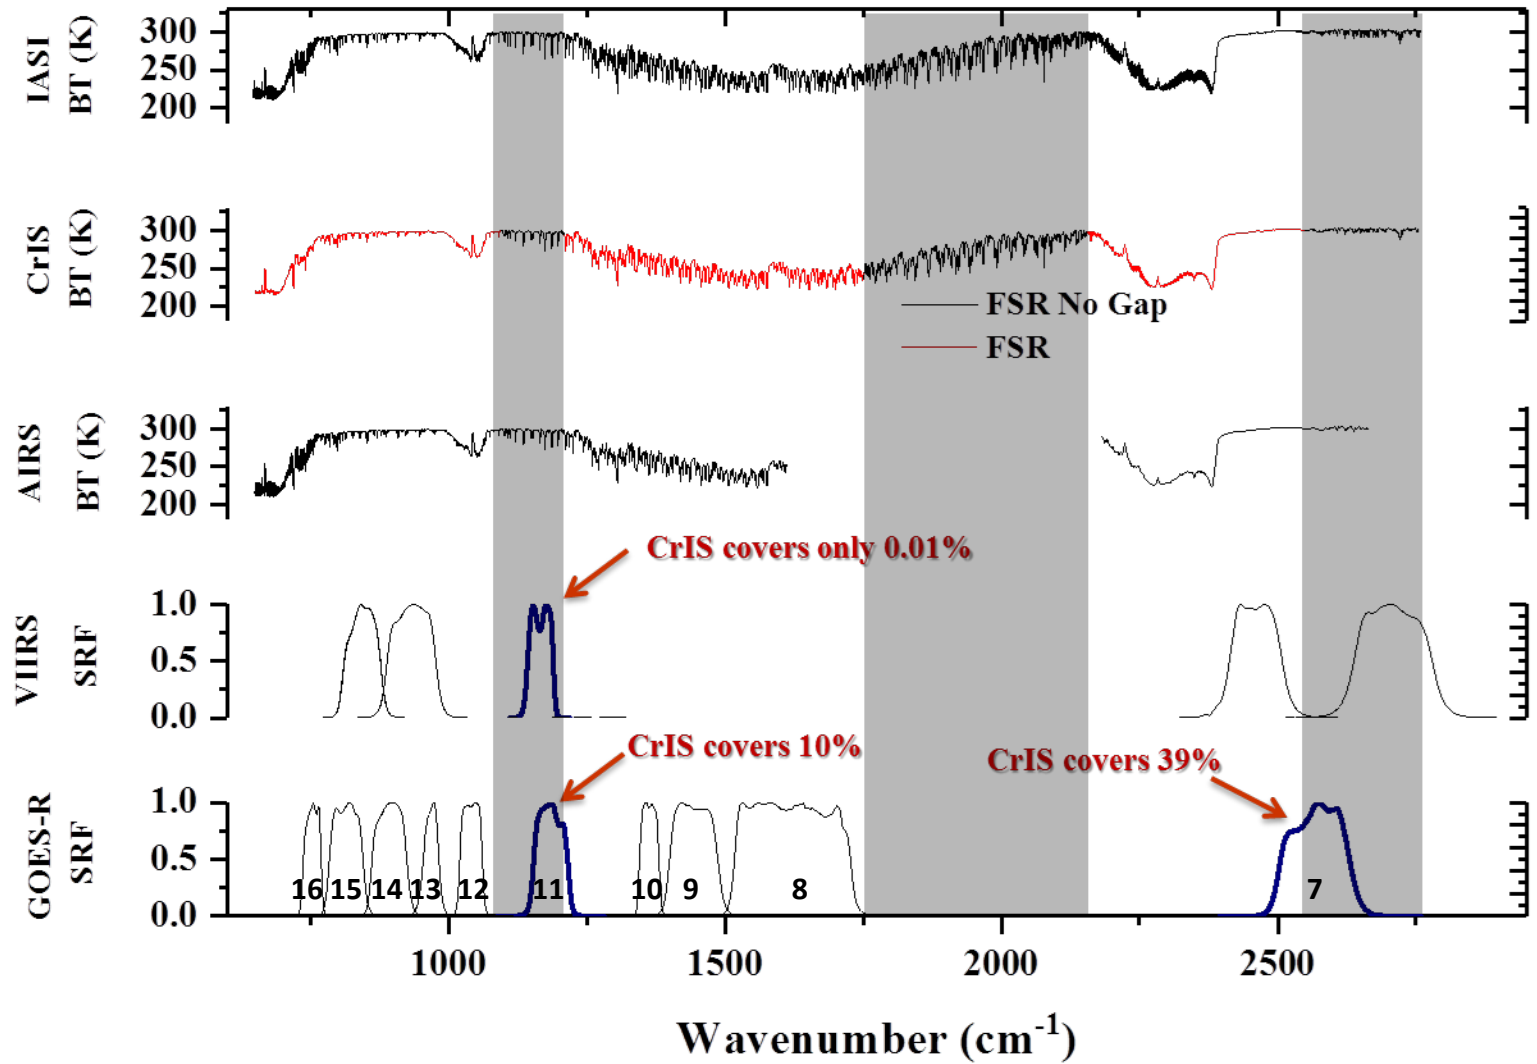 IASI
BT (K)
300
250
200
CrIS
BT (K)
300
250
200
FSR No Gap
FSR
AIRS
BT (K)
300
250
200
CrIS covers only 0.01%
VIIRS
SRF
1.0
0.5
0.0
CrIS covers 10%
CrIS covers 39%
GOES-R
SRF
1.0
0.5
0.0
16 15 14 13 12 11 10 9 8 7
1000 1500 2000 2500
Wavenumber (cm⁻¹)